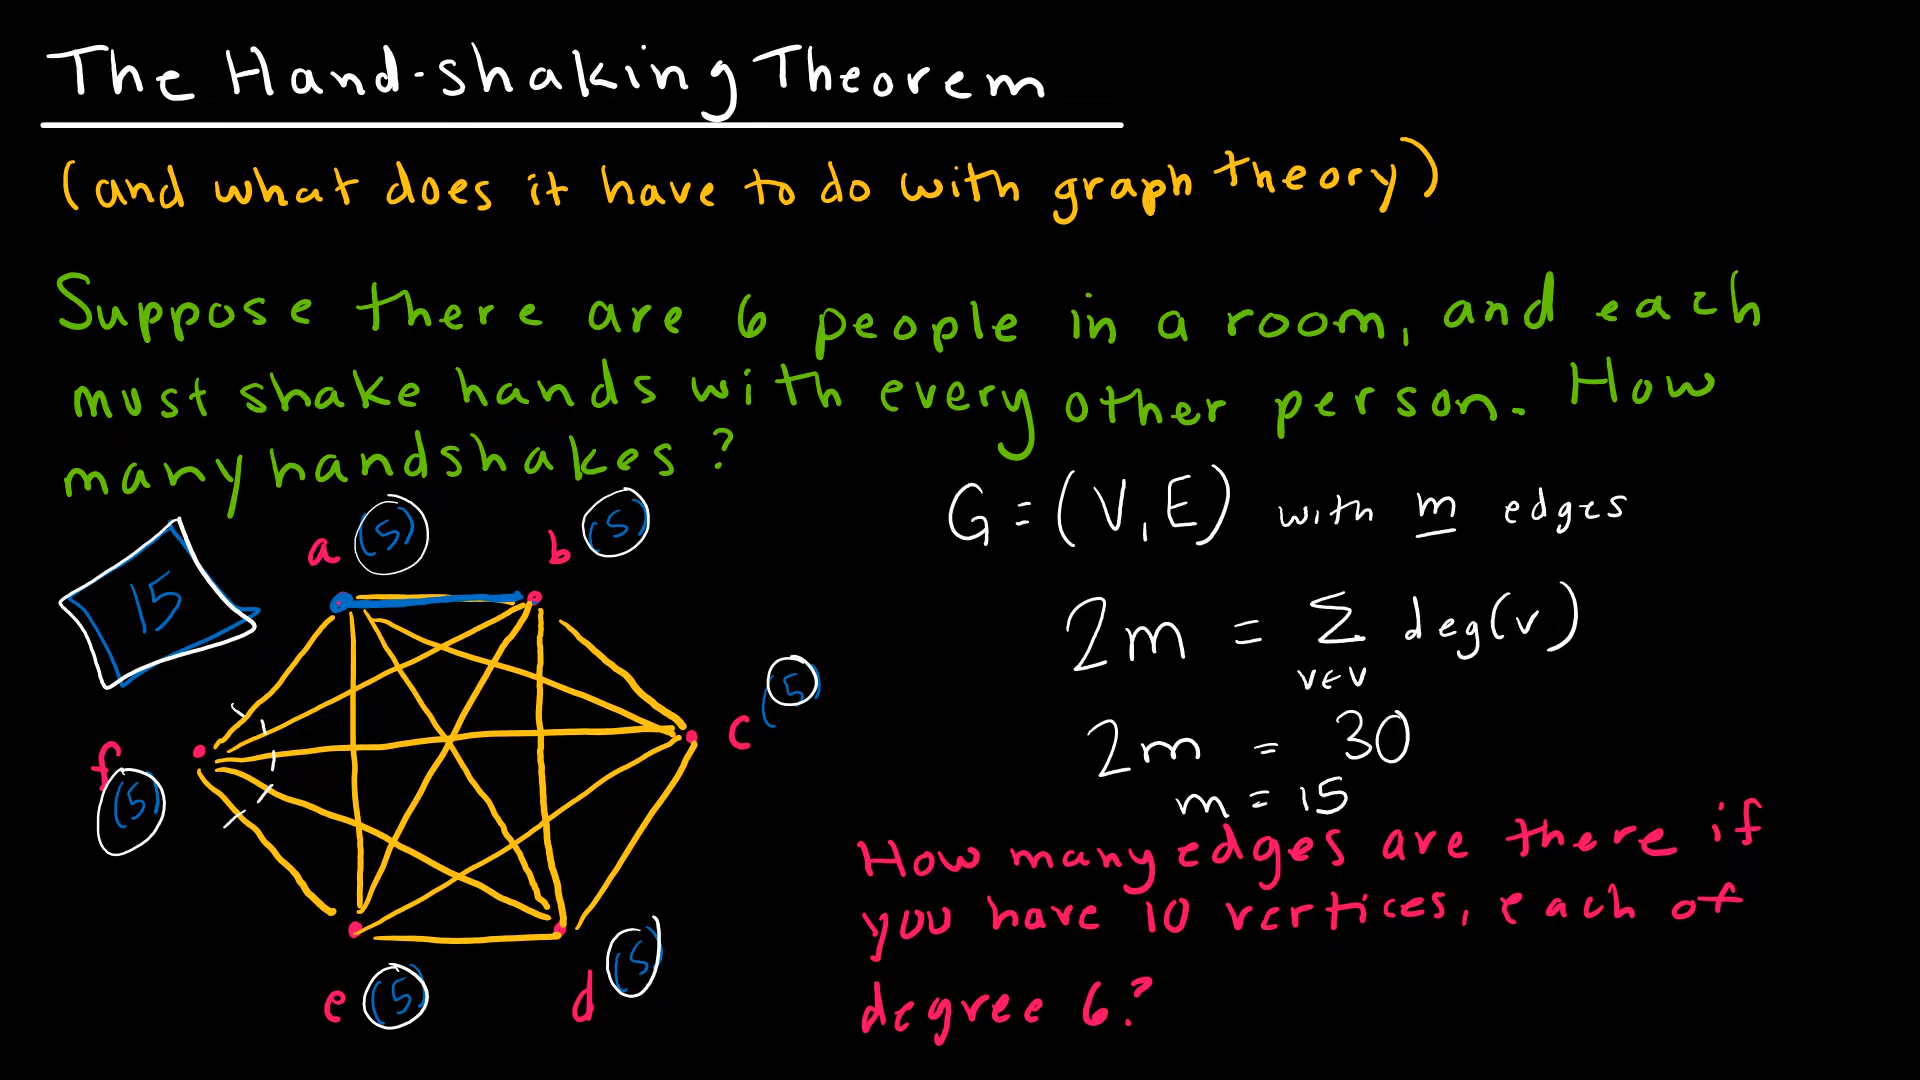 The Hand-shaking Theorem
(and what does it have to do with graph theory)
Suppose there are 6 people in a room, and each
must shake hands with every other person. How
many handshakes?
G = (V, E) with m edges
a (5)
b (5)
15
2m = Σ deg(v)
v∈V
c (5)
f (5)
2m = 30
m = 15
How many edges are there if
you have 10 vertices, each of
degree 6?
e (5)
d (5)